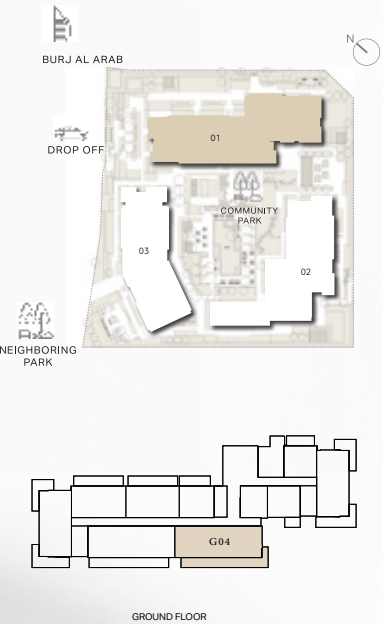 N
BURJ AL ARAB
01
DROP OFF
COMMUNITY
PARK
03
02
NEIGHBORING
PARK
G04
GROUND FLOOR